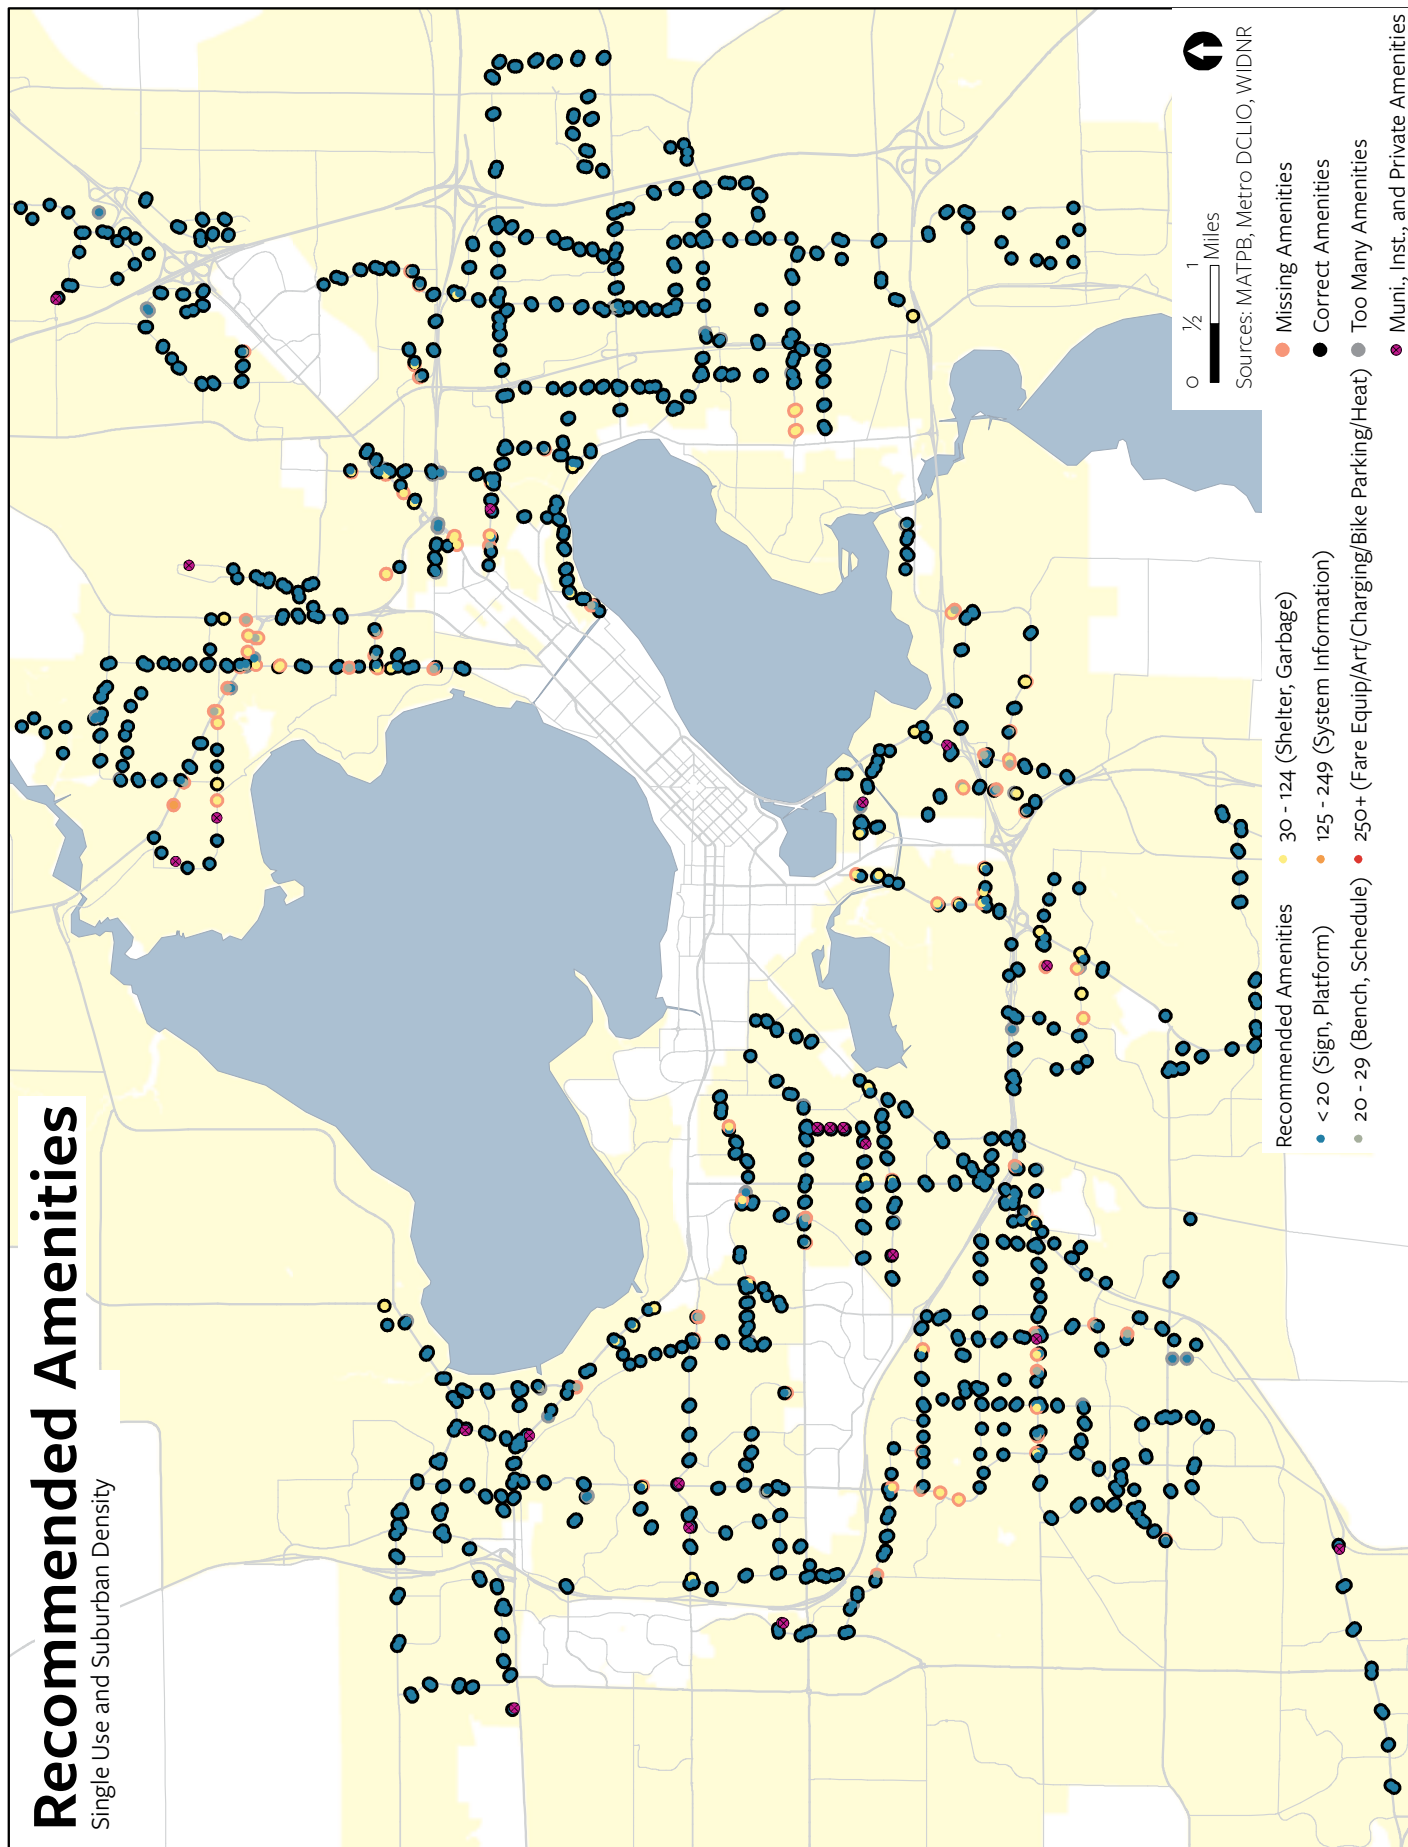 Recommended Amenities
Single Use and Suburban Density
0 ½ 1
Miles
Sources: MATPB, Metro DCLIO, WIDNR
Recommended Amenities
< 20 (Sign, Platform)
20 - 29 (Bench, Schedule)
30 - 124 (Shelter, Garbage)
125 - 249 (System Information)
250+ (Fare Equip/Art/Charging/Bike Parking/Heat)
Missing Amenities
Correct Amenities
Too Many Amenities
Muni., Inst., and Private Amenities